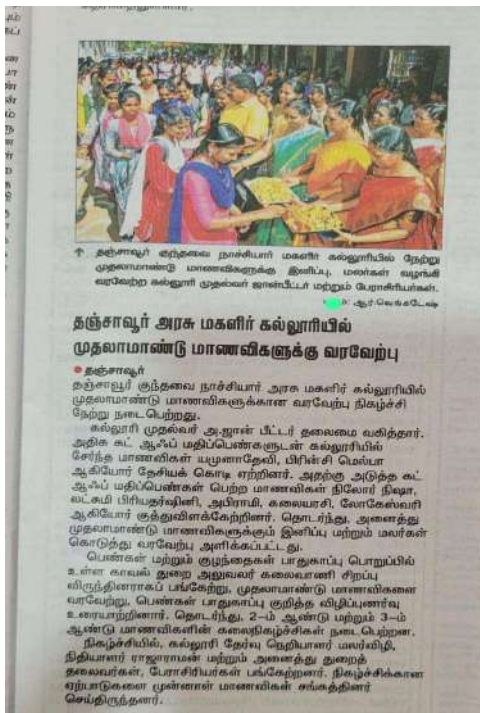 ↑ தஞ்சாவூர் குந்தவை நாச்சியார் மகளிர் கல்லூரியில் நேற்று
முதலாமாண்டு மாணவிகளுக்கு இனிப்பு, மலர்கள் வழங்கி
வரவேற்ற கல்லூரி முதல்வர் ஜான்பீட்டர் மற்றும் பேராசிரியர்கள்.
ஆர்.வெங்கடேஷ்
தஞ்சாவூர் அரசு மகளிர் கல்லூரியில்
முதலாமாண்டு மாணவிகளுக்கு வரவேற்பு
● தஞ்சாவூர்
தஞ்சாவூர் குந்தவை நாச்சியார் அரசு மகளிர் கல்லூரியில்
முதலாமாண்டு மாணவிகளுக்கான வரவேற்பு நிகழ்ச்சி
நேற்று நடைபெற்றது.
கல்லூரி முதல்வர் அ.ஜான் பீட்டர் தலைமை வகித்தார்.
அதிக கட் ஆஃப் மதிப்பெண்களுடன் கல்லூரியில்
சேர்ந்த மாணவிகள் யமுனாதேவி, பிரின்சி மெல்பா
ஆகியோர் தேசியக் கொடி ஏற்றினர். அதற்கு அடுத்த கட்
ஆஃப் மதிப்பெண்கள் பெற்ற மாணவிகள் நிலோர் நிஷா,
லட்சுமி பிரியதர்ஷினி, அபிராமி, கலையரசி, லோகேஸ்வரி
ஆகியோர் குத்துவிளக்கேற்றினர். தொடர்ந்து, அனைத்து
முதலாமாண்டு மாணவிகளுக்கும் இனிப்பு மற்றும் மலர்கள்
கொடுத்து வரவேற்பு அளிக்கப்பட்டது.
பெண்கள் மற்றும் குழந்தைகள் பாதுகாப்பு பொறுப்பில்
உள்ள காவல் துறை அலுவலர் கலைவாணி சிறப்பு
விருந்தினராகப் பங்கேற்று, முதலாமாண்டு மாணவிகளை
வரவேற்று, பெண்கள் பாதுகாப்பு குறித்த விழிப்புணர்வு
உரையாற்றினார். தொடர்ந்து, 2-ம் ஆண்டு மற்றும் 3-ம்
ஆண்டு மாணவிகளின் கலைநிகழ்ச்சிகள் நடைபெற்றன.
நிகழ்ச்சியில், கல்லூரி தேர்வு நெறியாளர் மலர்விழி,
நிதியாளர் ராஜாராமன் மற்றும் அனைத்து துறைத்
தலைவர்கள், பேராசிரியர்கள் பங்கேற்றனர். நிகழ்ச்சிக்கான
ஏற்பாடுகளை முன்னாள் மாணவிகள் சங்கத்தினர்
செய்திருந்தனர்.